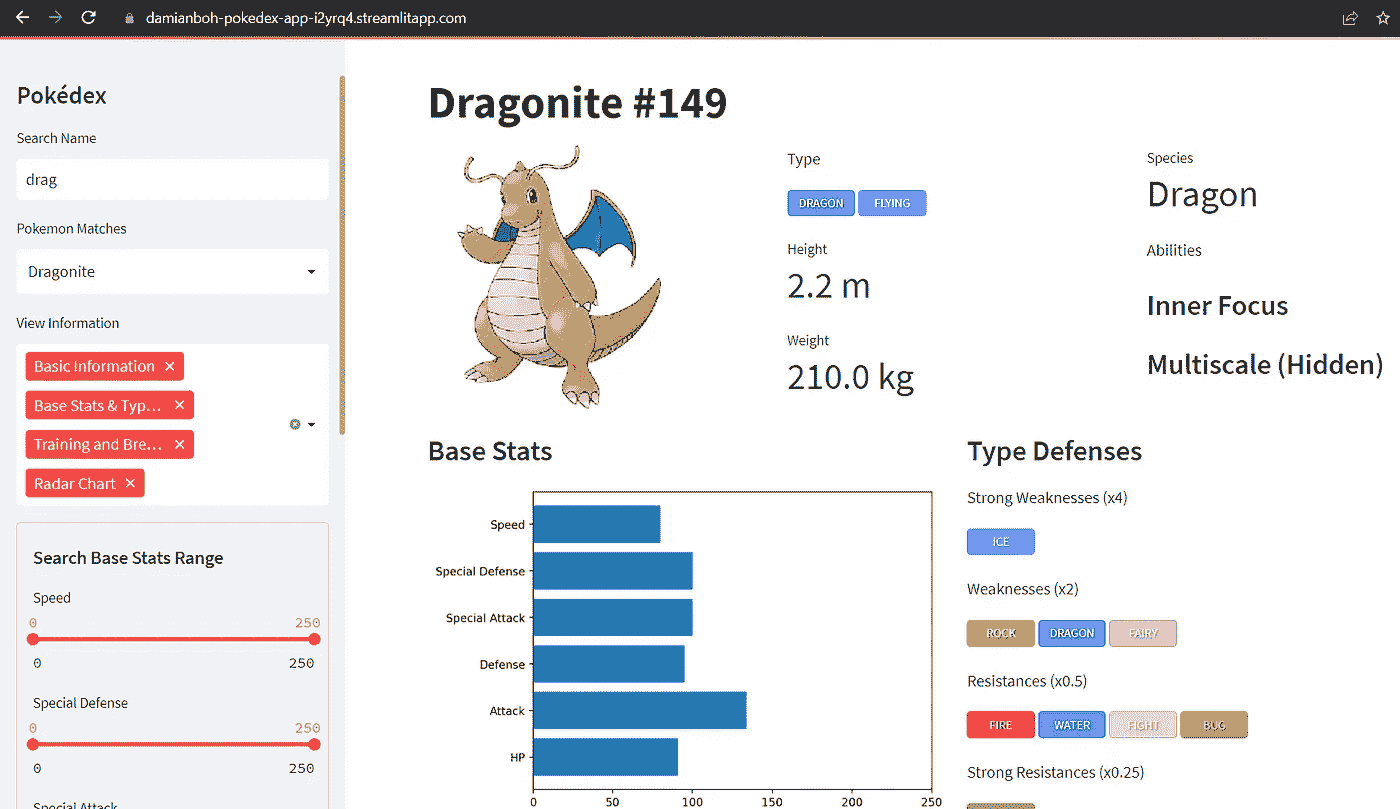 damianboh-pokedex-app-i2yrq4.streamlitapp.com
Pokédex
Search Name
drag
Pokemon Matches
Dragonite
View Information
Basic Information ×
Base Stats & Typ... ×
Training and Bre... ×
Radar Chart ×
Search Base Stats Range
Speed
0 250
0 250
Special Defense
0 250
0 250
Special Attack
Dragonite #149
Type
DRAGON FLYING
Height
2.2 m
Weight
210.0 kg
Species
Dragon
Abilities
Inner Focus
Multiscale (Hidden)
Base Stats
Speed
Special Defense
Special Attack
Defense
Attack
HP
0 50 100 150 200 250
Type Defenses
Strong Weaknesses (x4)
ICE
Weaknesses (x2)
ROCK DRAGON FAIRY
Resistances (x0.5)
FIRE WATER FIGHT BUG
Strong Resistances (x0.25)